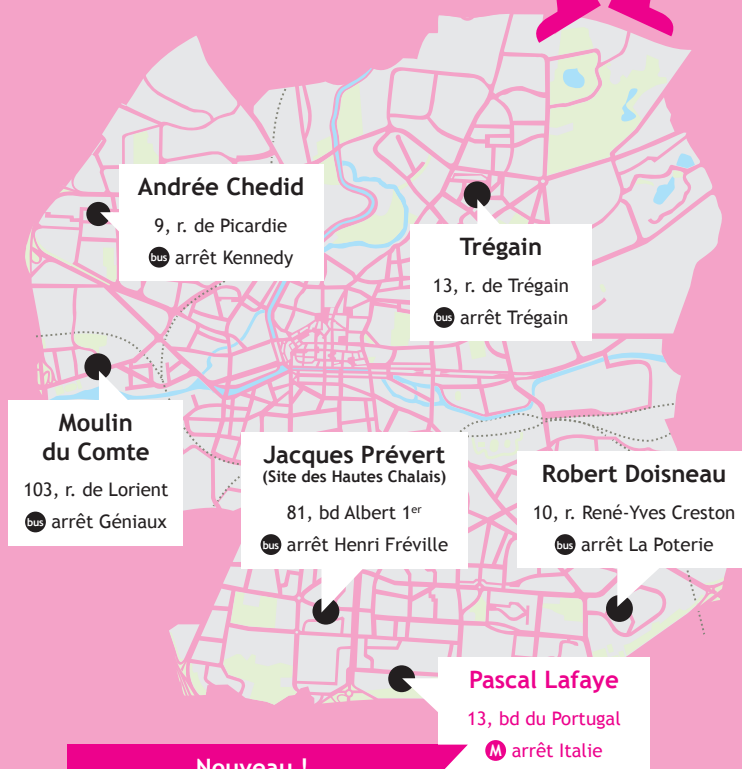 Andrée Chedid
9, r. de Picardie
bus arrêt Kennedy
Trégain
13, r. de Trégain
bus arrêt Trégain
Moulin
du Comte
103, r. de Lorient
bus arrêt Géniaux
Jacques Prévert
(Site des Hautes Chalais)
81, bd Albert 1er
bus arrêt Henri Fréville
Robert Doisneau
10, r. René-Yves Creston
bus arrêt La Poterie
Pascal Lafaye
13, bd du Portugal
M arrêt Italie
Nouveau !